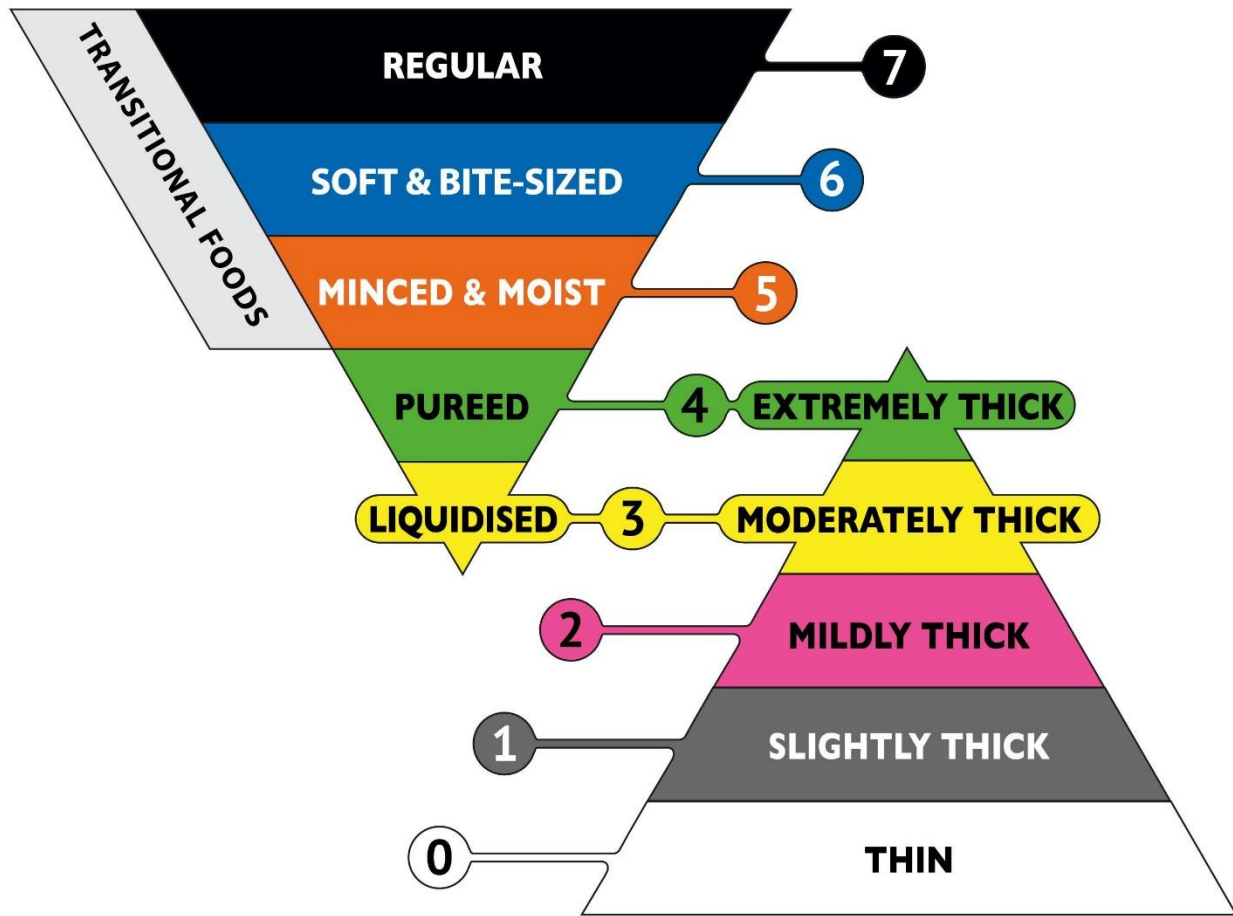 TRANSITIONAL FOODS
REGULAR
7
SOFT & BITE-SIZED
6
MINCED & MOIST
5
PUREED
4
EXTREMELY THICK
LIQUIDISED
3
MODERATELY THICK
2
MILDLY THICK
1
SLIGHTLY THICK
0
THIN